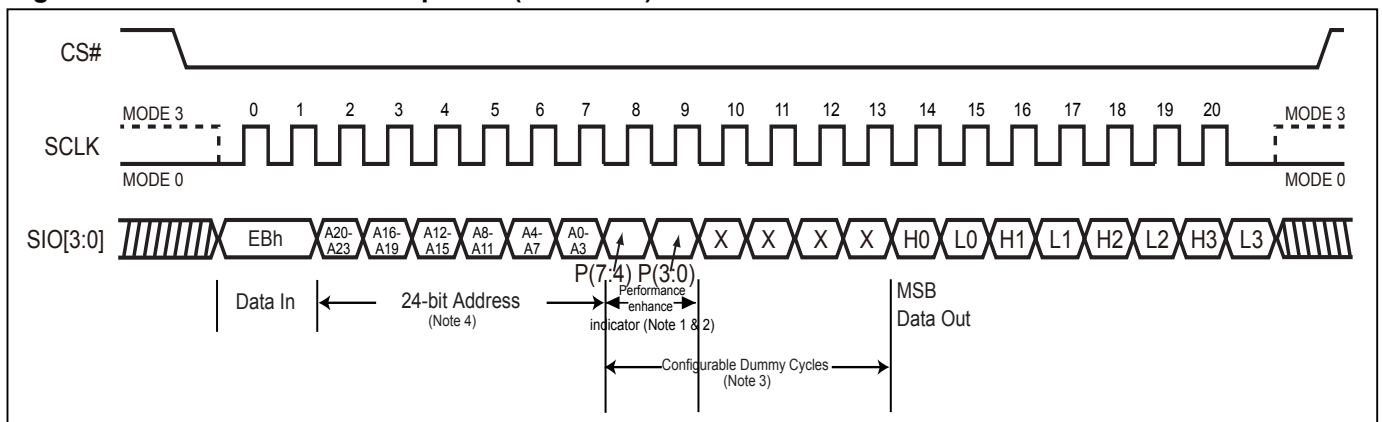 CS#
MODE 3
0 1 2 3 4 5 6 7 8 9 10 11 12 13 14 15 16 17 18 19 20
MODE 3
SCLK
MODE 0
MODE 0
SIO[3:0]
EBh
A20-
A23
A16-
A19
A12-
A15
A8-
A11
A4-
A7
A0-
A3
X X X X H0 L0 H1 L1 H2 L2 H3 L3
P(7:4) P(3:0)
Data In
24-bit Address
(Note 4)
Performance
enhance
indicator (Note 1 & 2)
MSB
Data Out
Configurable Dummy Cycles
(Note 3)